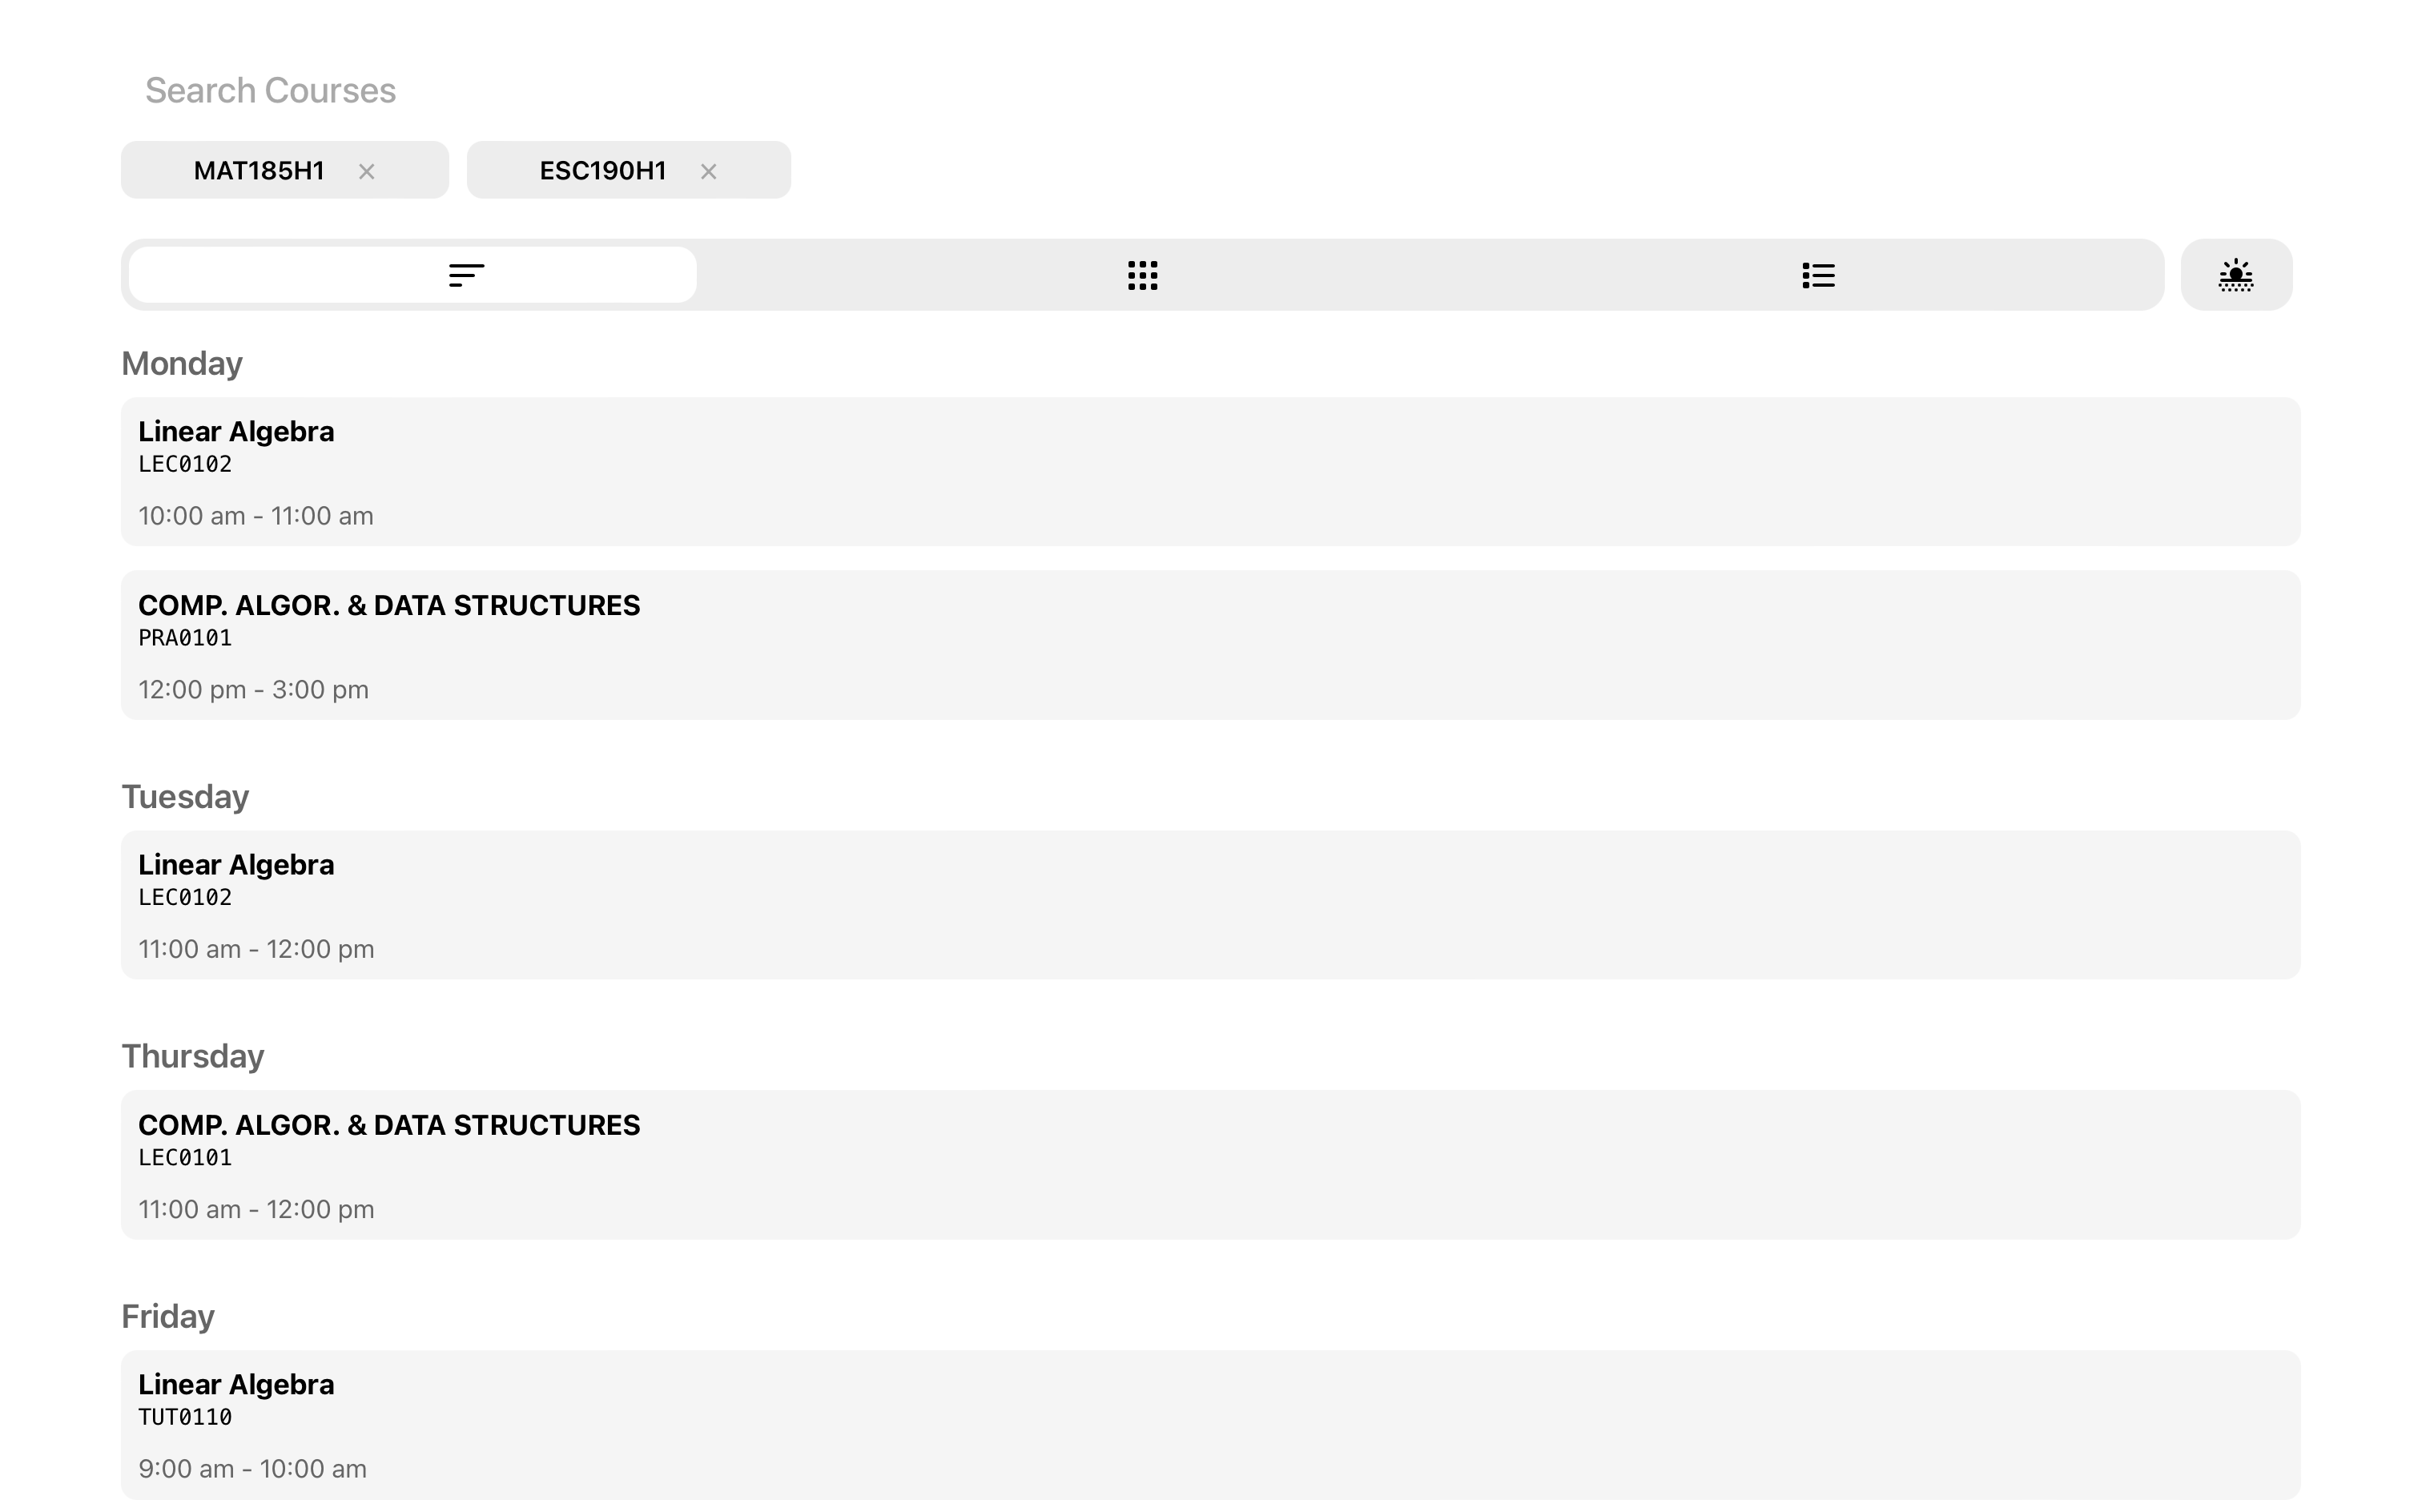 Search Courses
MAT185H1 ×
ESC190H1 ×
Monday
Linear Algebra
LEC0102
10:00 am - 11:00 am
COMP. ALGOR. & DATA STRUCTURES
PRA0101
12:00 pm - 3:00 pm
Tuesday
Linear Algebra
LEC0102
11:00 am - 12:00 pm
Thursday
COMP. ALGOR. & DATA STRUCTURES
LEC0101
11:00 am - 12:00 pm
Friday
Linear Algebra
TUT0110
9:00 am - 10:00 am